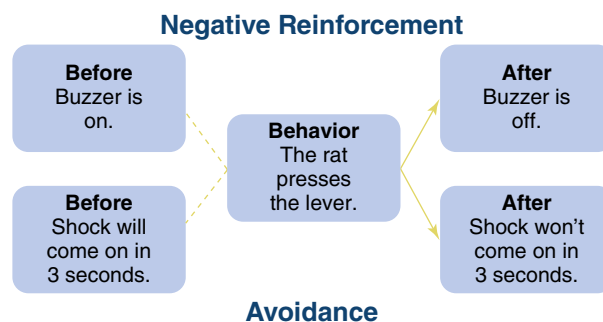 Negative Reinforcement
Before
Buzzer is
on.
Behavior
The rat
presses
the lever.
After
Buzzer is
off.
Before
Shock will
come on in
3 seconds.
After
Shock won't
come on in
3 seconds.
Avoidance